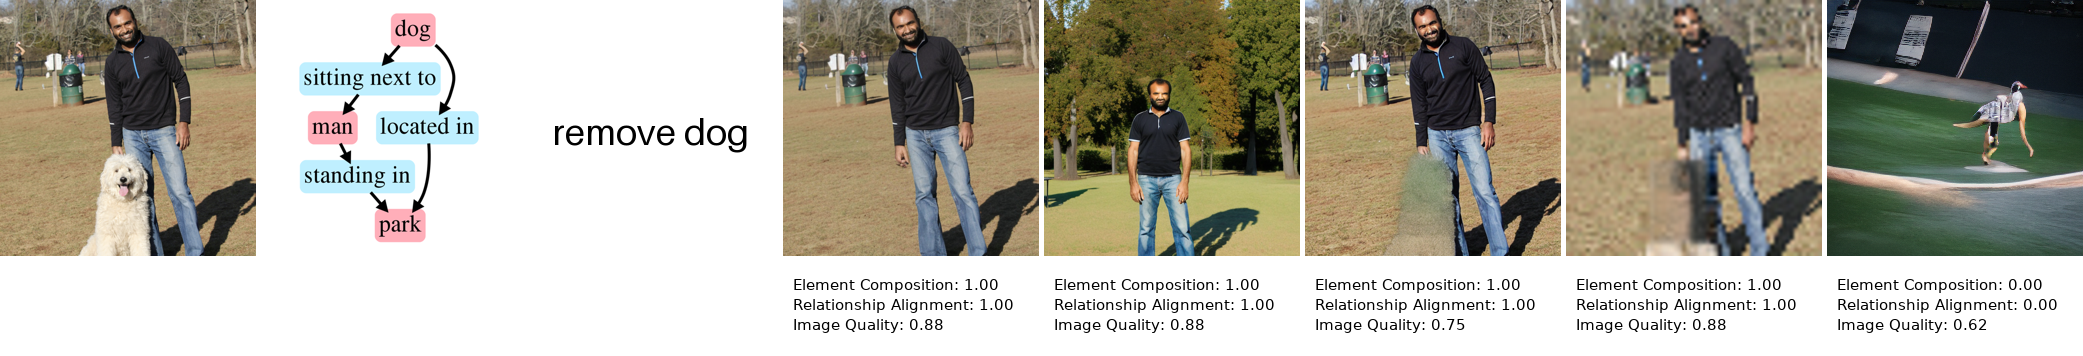 dog
sitting next to
man
located in
standing in
park
remove dog
Element Composition: 1.00
Relationship Alignment: 1.00
Image Quality: 0.88
Element Composition: 1.00
Relationship Alignment: 1.00
Image Quality: 0.88
Element Composition: 1.00
Relationship Alignment: 1.00
Image Quality: 0.75
Element Composition: 1.00
Relationship Alignment: 1.00
Image Quality: 0.88
Element Composition: 0.00
Relationship Alignment: 0.00
Image Quality: 0.62